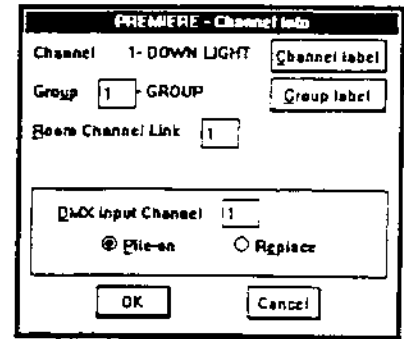 PREMIERE - Channel Info
Channel 1- DOWN LIGHT Channel label
Group 1 - GROUP Group label
Room Channel Link 1
DMX input Channel 1
Pile-on Replace
OK Cancel